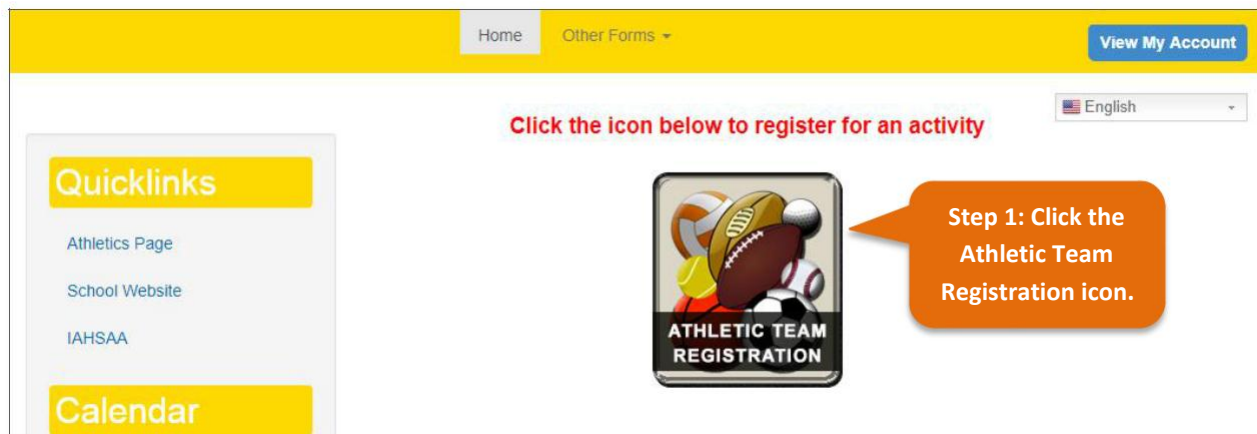 Home
Other Forms
View My Account
English
Click the icon below to register for an activity
Quicklinks
Athletics Page
School Website
IAHSAA
Calendar
ATHLETIC TEAM
REGISTRATION
Step 1: Click the
Athletic Team
Registration icon.